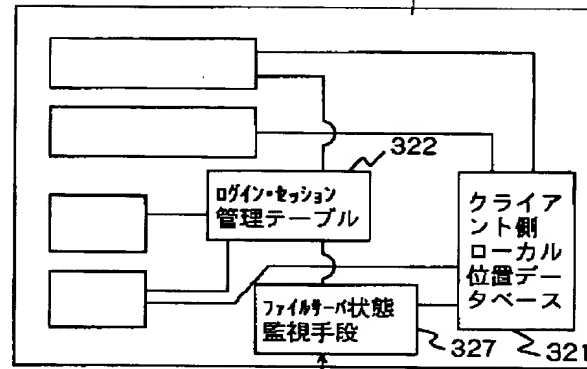 322
ﾛｸﾞｲﾝ・ｾｯｼｮﾝ
管理テーブル
クライア
ント側
ローカル
位置デー
タベース
ﾌｧｲﾙｻｰﾊﾞ状態
監視手段
327
321